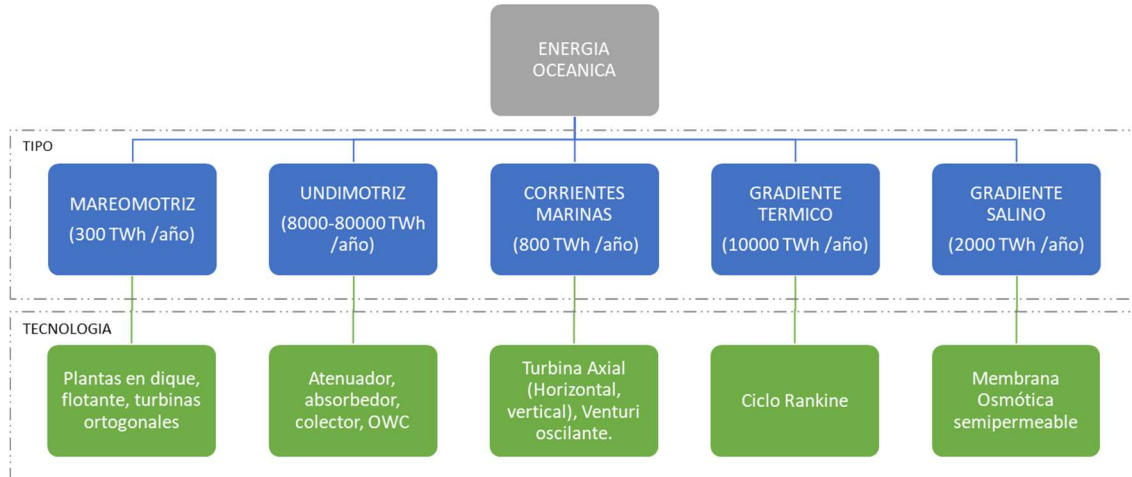 ENERGIA
OCEANICA
TIPO
MAREOMOTRIZ
(300 TWh /año)
UNDIMOTRIZ
(8000-80000 TWh
/año)
CORRIENTES
MARINAS
(800 TWh /año)
GRADIENTE
TERMICO
(10000 TWh /año)
GRADIENTE
SALINO
(2000 TWh /año)
TECNOLOGIA
Plantas en dique,
flotante, turbinas
ortogonales
Atenuador,
absorbedor,
colector, OWC
Turbina Axial
(Horizontal,
vertical), Venturi
oscilante.
Ciclo Rankine
Membrana
Osmótica
semipermeable